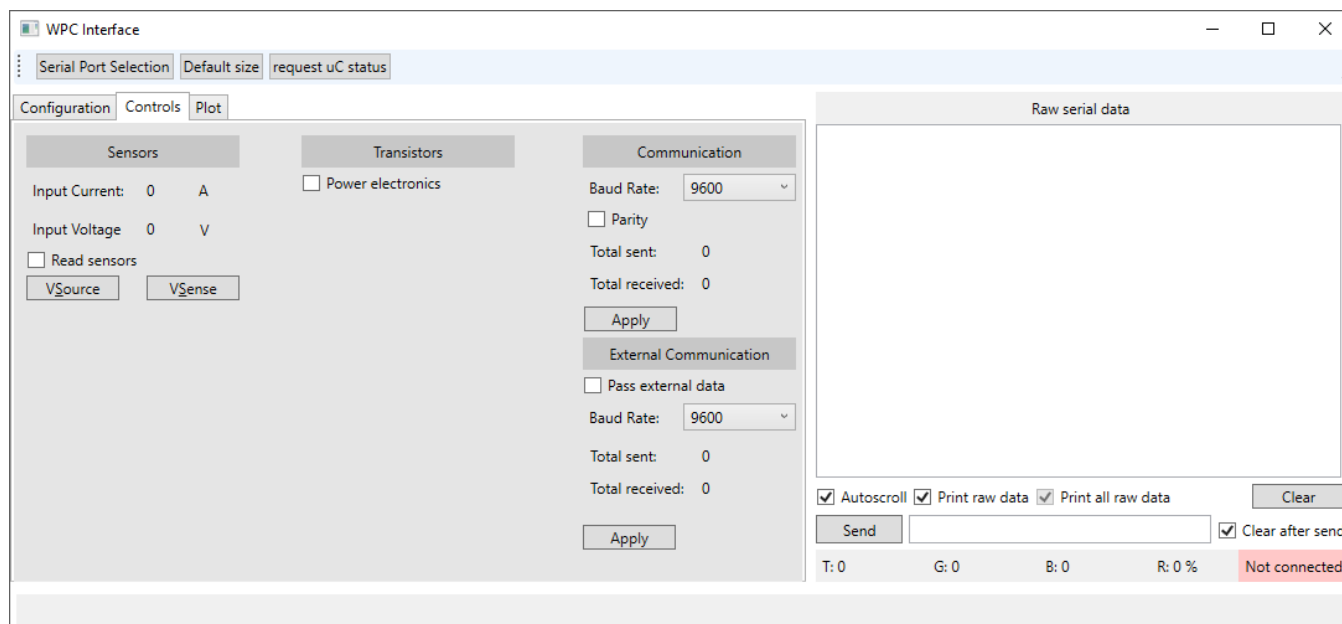 WPC Interface
Serial Port Selection Default size request uC status
Configuration Controls Plot
Sensors
Input Current: 0 A
Input Voltage 0 V
Read sensors
VSource VSense
Transistors
Power electronics
Communication
Baud Rate: 9600
Parity
Total sent: 0
Total received: 0
Apply
External Communication
Pass external data
Baud Rate: 9600
Total sent: 0
Total received: 0
Apply
Raw serial data
Autoscroll Print raw data Print all raw data Clear
Send Clear after send
T: 0 G: 0 B: 0 R: 0 % Not connected